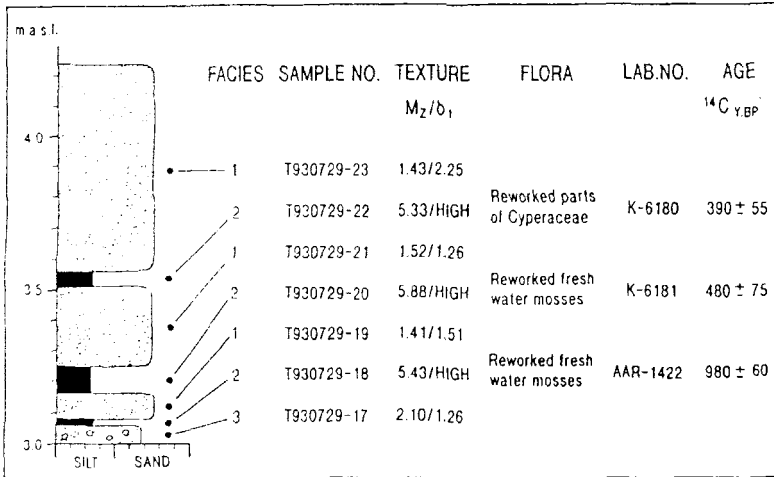 m a s.l.
FACIES SAMPLE NO. TEXTURE FLORA LAB.NO. AGE
Mz/δ1 14C Y.BP
4.0
1 T930729-23 1.43/2.25
2 T930729-22 5.33/HIGH Reworked parts of Cyperaceae K-6180 390 ± 55
1 T930729-21 1.52/1.26
3.5
2 T930729-20 5.88/HIGH Reworked fresh water mosses K-6181 480 ± 75
1 T930729-19 1.41/1.51
2 T930729-18 5.43/HIGH Reworked fresh water mosses AAR-1422 980 ± 60
3 T930729-17 2.10/1.26
3.0
SILT SAND